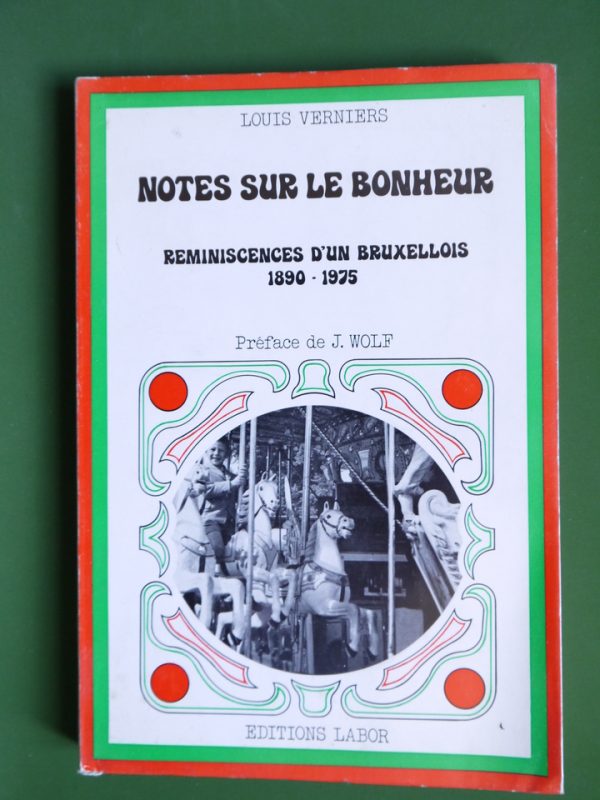 LOUIS VERNIERS
NOTES SUR LE BONHEUR
REMINISCENCES D'UN BRUXELLOIS
1890 - 1975
Préface de J. WOLF
EDITIONS LABOR